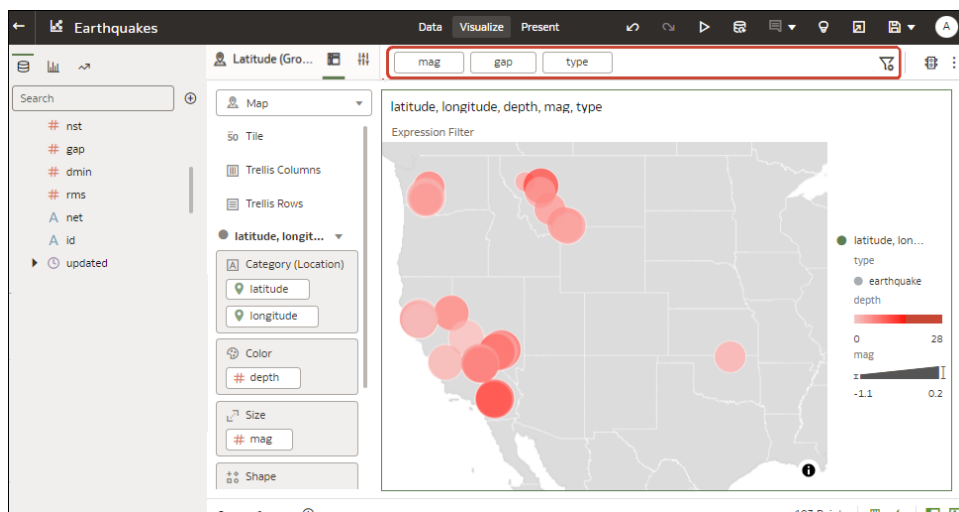 Earthquakes
Data Visualize Present
A
Latitude (Gro...
mag gap type
Search
# nst
# gap
# dmin
# rms
A net
A id
updated
Map
50 Tile
Trellis Columns
Trellis Rows
latitude, longit...
A Category (Location)
latitude
longitude
Color
# depth
Size
# mag
Shape
latitude, longitude, depth, mag, type
Expression Filter
latitude, lon...
type
earthquake
depth
0 28
mag
-1.1 0.2